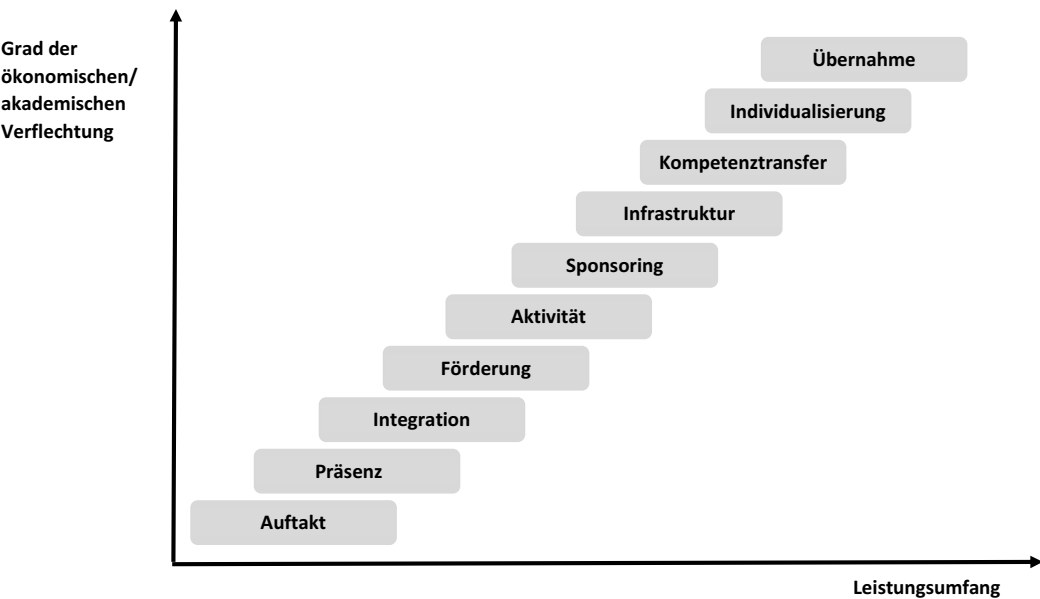 Grad der
ökonomischen/
akademischen
Verflechtung
Übernahme
Individualisierung
Kompetenztransfer
Infrastruktur
Sponsoring
Aktivität
Förderung
Integration
Präsenz
Auftakt
Leistungsumfang